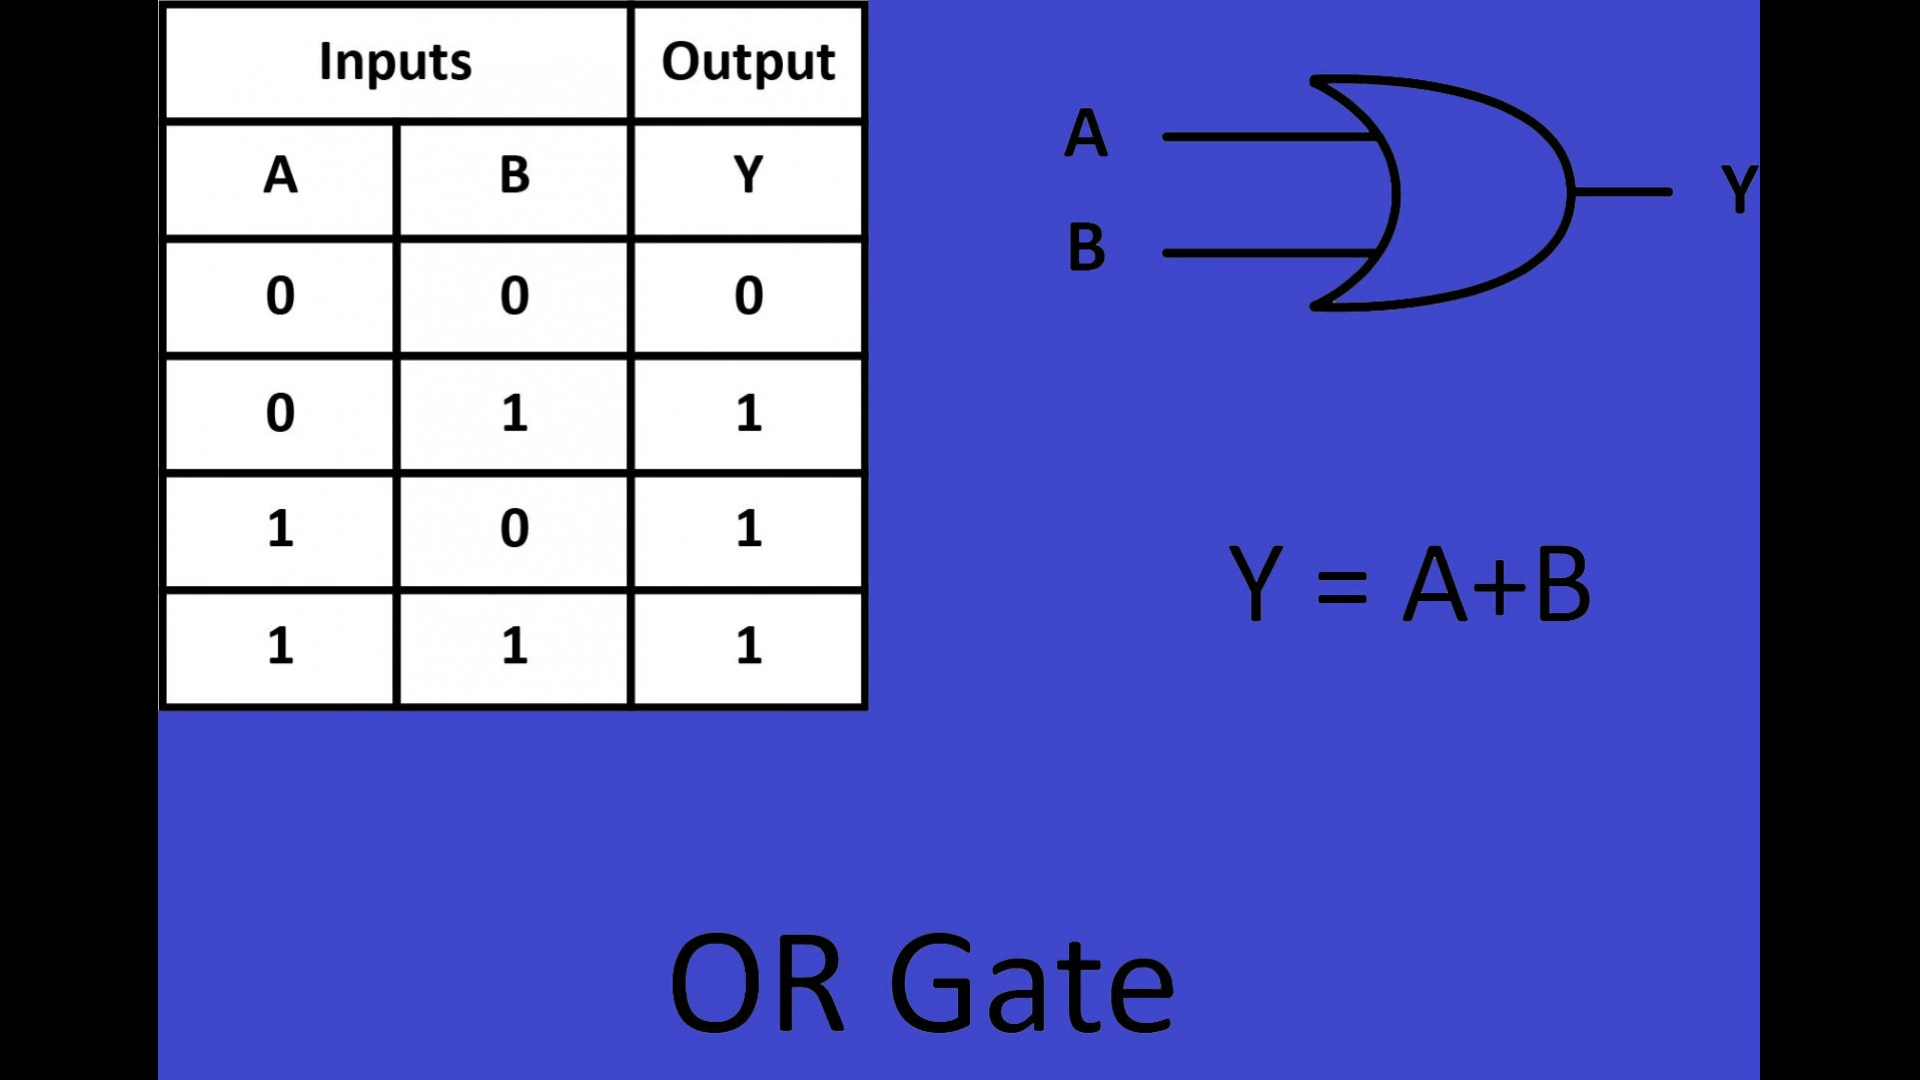 Inputs Output
A B Y
0 0 0
0 1 1
1 0 1
1 1 1
A
B
Y
Y = A+B
OR Gate